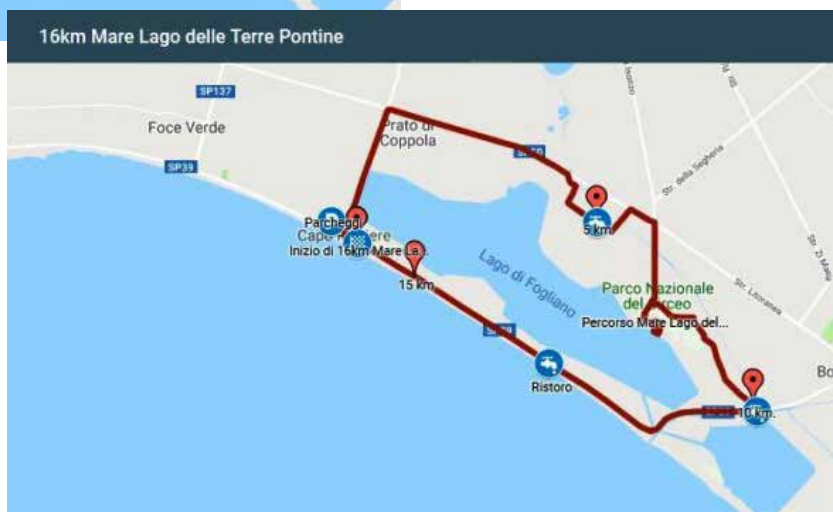 16km Mare Lago delle Terre Pontine
SP137
Foce Verde
SP39
Prato di
Coppola
Str. della Segheria
Parcheggi
Inizio di 16km Mare La...
5 km
15 km
Lago di Fogliano
Parco Nazionale
Percorso Mare Lago del...
Str. Litoranea
Ristoro
10 km.